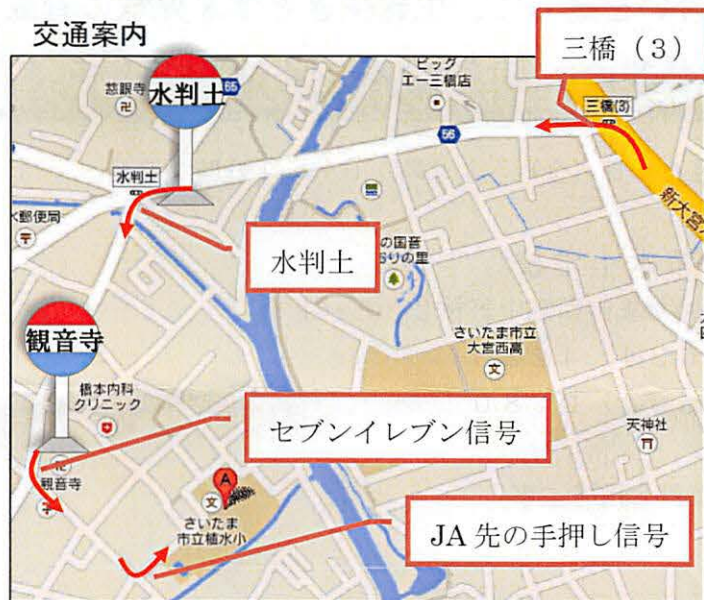 交通案内
三橋（3）
ビッグ
エー三橋店
慈眼寺
水判土
65
三橋(3)
56
水判土
新大宮
郵便局
水判土
の国音
さいたま市立
大宮西高
観音寺
橋本内科
クリニック
天神社
セブンイレブン信号
観音寺
A
さいたま
市立植水小
JA 先の手押し信号